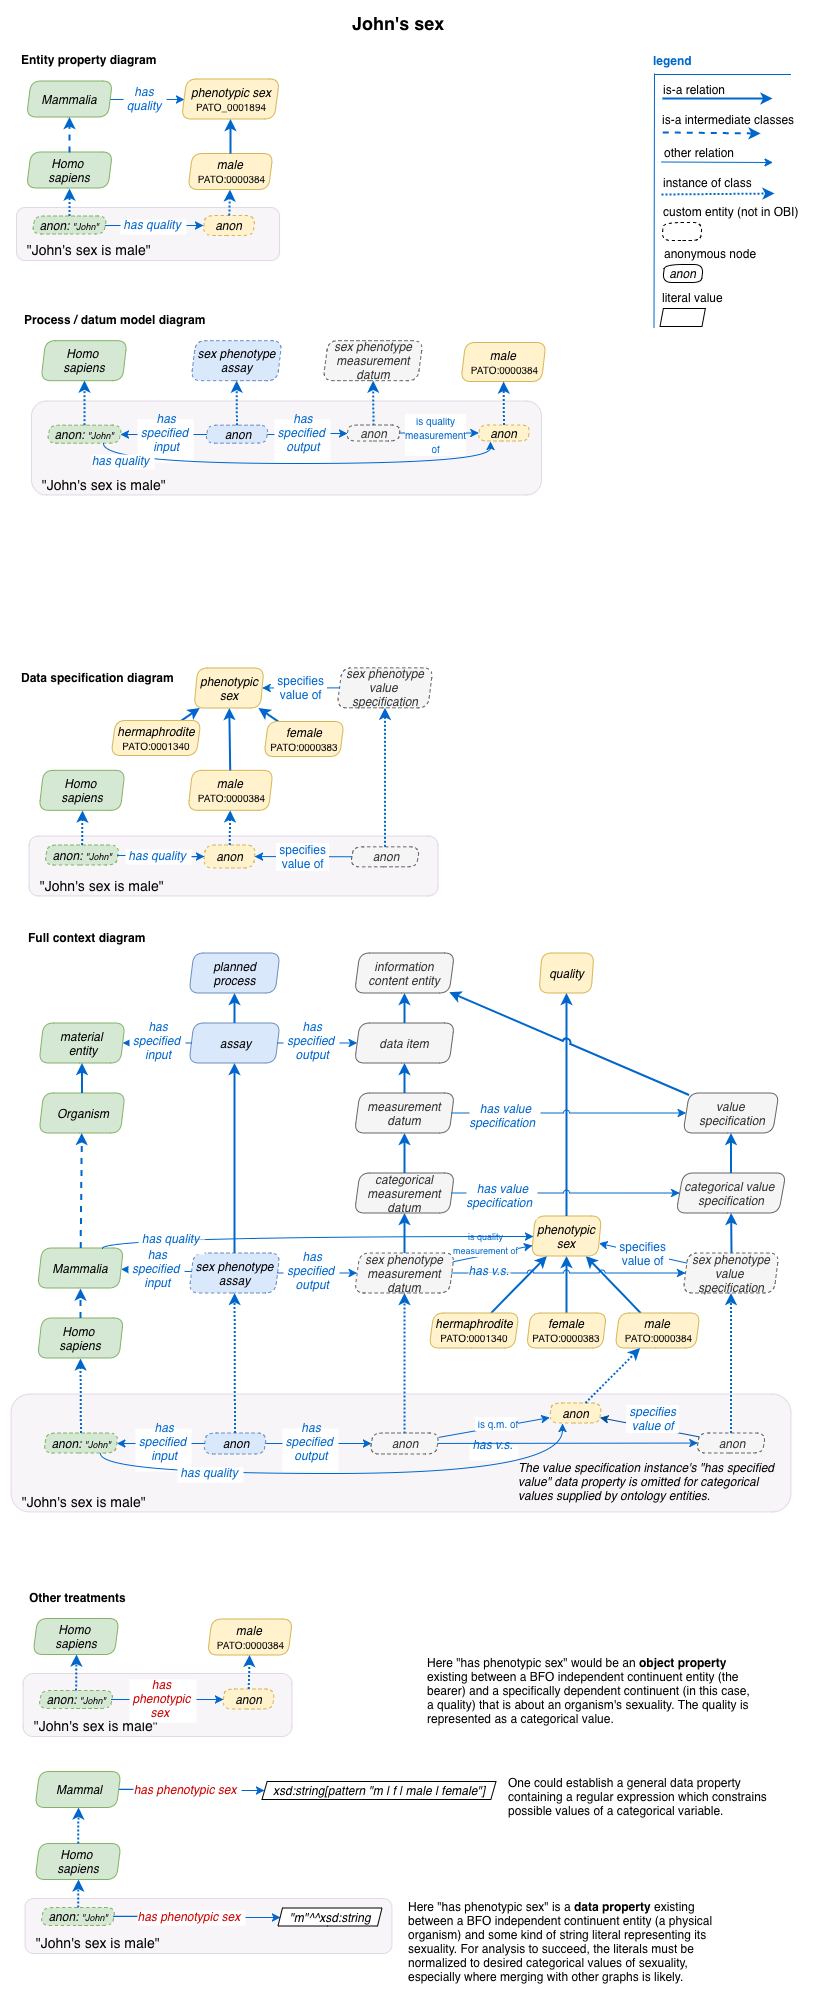 John's sex
Entity property diagram
legend
Mammalia
has
quality
phenotypic sex
PATO_0001894
is-a relation
is-a intermediate classes
other relation
Homo
sapiens
male
PATO:0000384
instance of class
custom entity (not in OBI)
anon: "John"
has quality
anon
"John's sex is male"
anonymous node
anon
literal value
Process / datum model diagram
Homo
sapiens
sex phenotype
assay
sex phenotype
measurement
datum
male
PATO:0000384
anon: "John"
has
specified
input
anon
has
specified
output
anon
is quality
measurement
of
anon
has quality
"John's sex is male"
Data specification diagram
phenotypic
sex
specifies
value of
sex phenotype
value
specification
hermaphrodite
PATO:0001340
female
PATO:0000383
Homo
sapiens
male
PATO:0000384
anon: "John"
has quality
anon
specifies
value of
anon
"John's sex is male"
Full context diagram
planned
process
information
content entity
quality
material
entity
has
specified
input
assay
has
specified
output
data item
Organism
measurement
datum
has value
specification
value
specification
categorical
measurement
datum
has value
specification
categorical value
specification
has quality
is quality
measurement of
phenotypic
sex
specifies
value of
Mammalia
has
specified
input
sex phenotype
assay
has
specified
output
sex phenotype
measurement
datum
has v.s.
sex phenotype
value
specification
Homo
sapiens
hermaphrodite
PATO:0001340
female
PATO:0000383
male
PATO:0000384
anon
is q.m. of
specifies
value of
anon: "John"
has
specified
input
anon
has
specified
output
anon
has v.s.
anon
has quality
The value specification instance's "has specified
value" data property is omitted for categorical
values supplied by ontology entities.
"John's sex is male"
Other treatments
Homo
sapiens
male
PATO:0000384
anon: "John"
has
phenotypic
sex
anon
"John's sex is male"
Here "has phenotypic sex" would be an object property
existing between a BFO independent continuent entity (the
bearer) and a specifically dependent continuent (in this case,
a quality) that is about an organism's sexuality. The quality is
represented as a categorical value.
Mammal
has phenotypic sex
xsd:string[pattern "m | f | male | female"]
One could establish a general data property
containing a regular expression which constrains
possible values of a categorical variable.
Homo
sapiens
anon: "John"
has phenotypic sex
"m"^^xsd:string
"John's sex is male"
Here "has phenotypic sex" is a data property existing
between a BFO independent continuent entity (a physical
organism) and some kind of string literal representing its
sexuality. For analysis to succeed, the literals must be
normalized to desired categorical values of sexuality,
especially where merging with other graphs is likely.